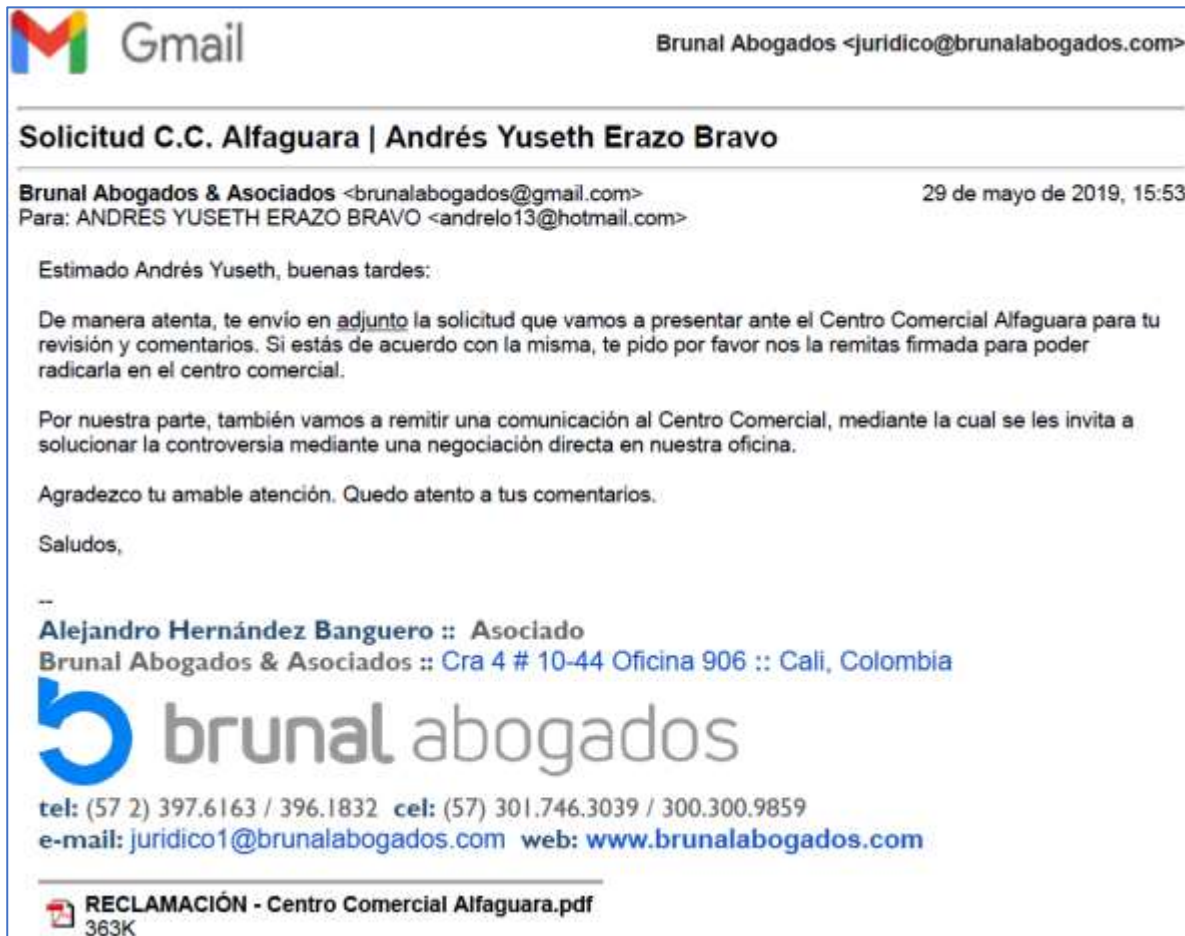 Gmail
Brunal Abogados <juridico@brunalabogados.com>
Solicitud C.C. Alfaguara | Andrés Yuseth Erazo Bravo
Brunal Abogados & Asociados <brunalabogados@gmail.com> 29 de mayo de 2019, 15:53
Para: ANDRES YUSETH ERAZO BRAVO <andrelo13@hotmail.com>
Estimado Andrés Yuseth, buenas tardes:
De manera atenta, te envío en adjunto la solicitud que vamos a presentar ante el Centro Comercial Alfaguara para tu
revisión y comentarios. Si estás de acuerdo con la misma, te pido por favor nos la remitas firmada para poder
radicarla en el centro comercial.
Por nuestra parte, también vamos a remitir una comunicación al Centro Comercial, mediante la cual se les invita a
solucionar la controversia mediante una negociación directa en nuestra oficina.
Agradezco tu amable atención. Quedo atento a tus comentarios.
Saludos,
--
Alejandro Hernández Banguero :: Asociado
Brunal Abogados & Asociados :: Cra 4 # 10-44 Oficina 906 :: Cali, Colombia
brunal abogados
tel: (57 2) 397.6163 / 396.1832 cel: (57) 301.746.3039 / 300.300.9859
e-mail: juridico1@brunalabogados.com web: www.brunalabogados.com
RECLAMACIÓN - Centro Comercial Alfaguara.pdf
363K